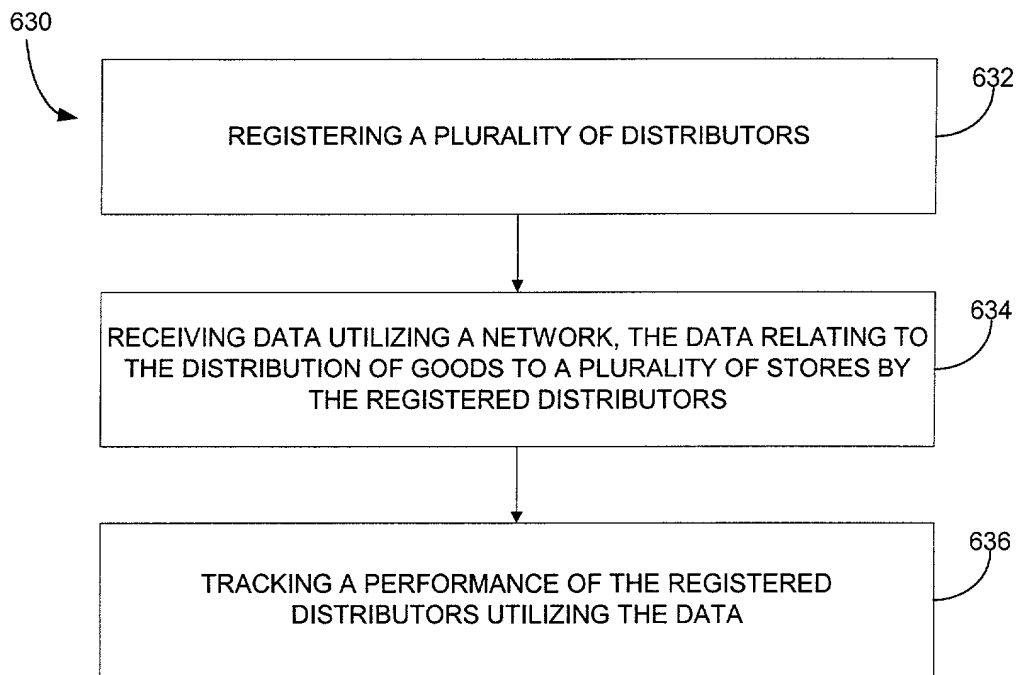 630
632
REGISTERING A PLURALITY OF DISTRIBUTORS
634
RECEIVING DATA UTILIZING A NETWORK, THE DATA RELATING TO
THE DISTRIBUTION OF GOODS TO A PLURALITY OF STORES BY
THE REGISTERED DISTRIBUTORS
636
TRACKING A PERFORMANCE OF THE REGISTERED
DISTRIBUTORS UTILIZING THE DATA